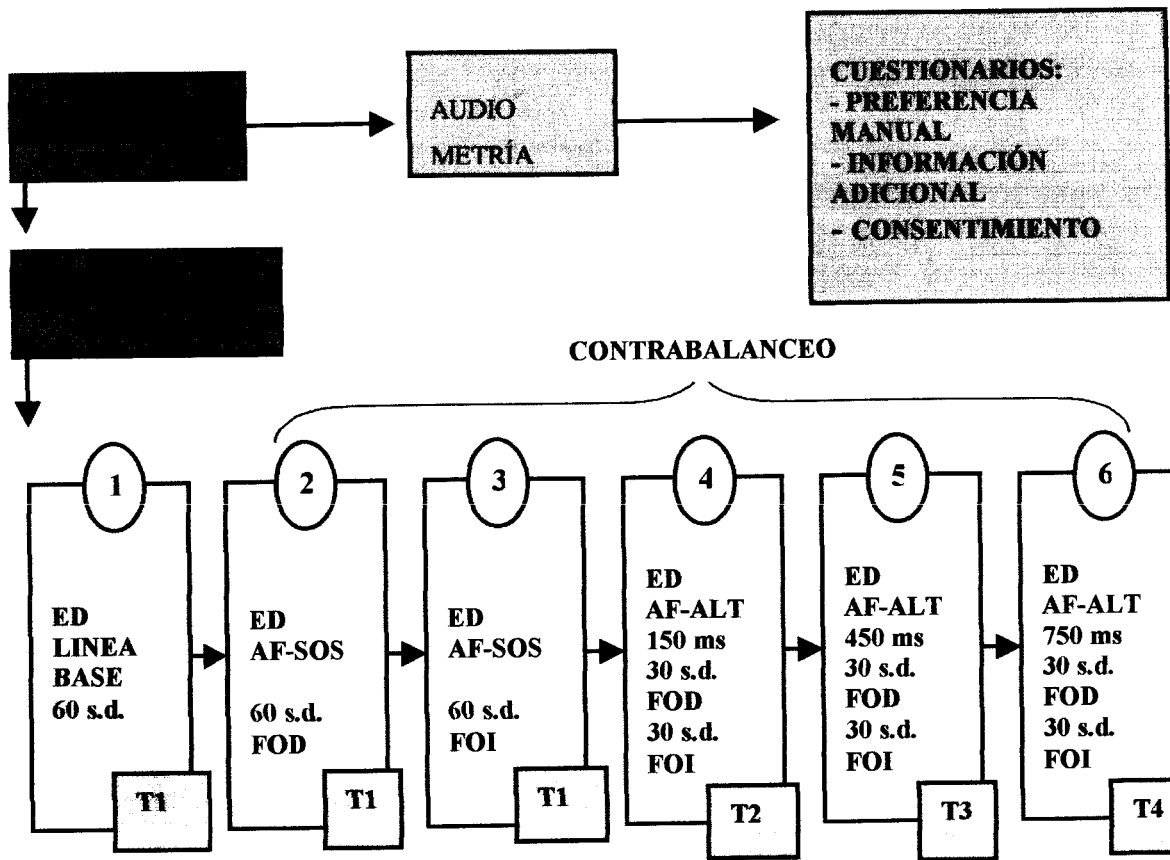 AUDIO
METRÍA
CUESTIONARIOS:
- PREFERENCIA
MANUAL
- INFORMACIÓN
ADICIONAL
- CONSENTIMIENTO
CONTRABALANCEO
1
ED
LINEA
BASE
60 s.d.
T1
2
ED
AF-SOS
60 s.d.
FOD
T1
3
ED
AF-SOS
60 s.d.
FOI
T1
4
ED
AF-ALT
150 ms
30 s.d.
FOD
30 s.d.
FOI
T2
5
ED
AF-ALT
450 ms
30 s.d.
FOD
30 s.d.
FOI
T3
6
ED
AF-ALT
750 ms
30 s.d.
FOD
30 s.d.
FOI
T4